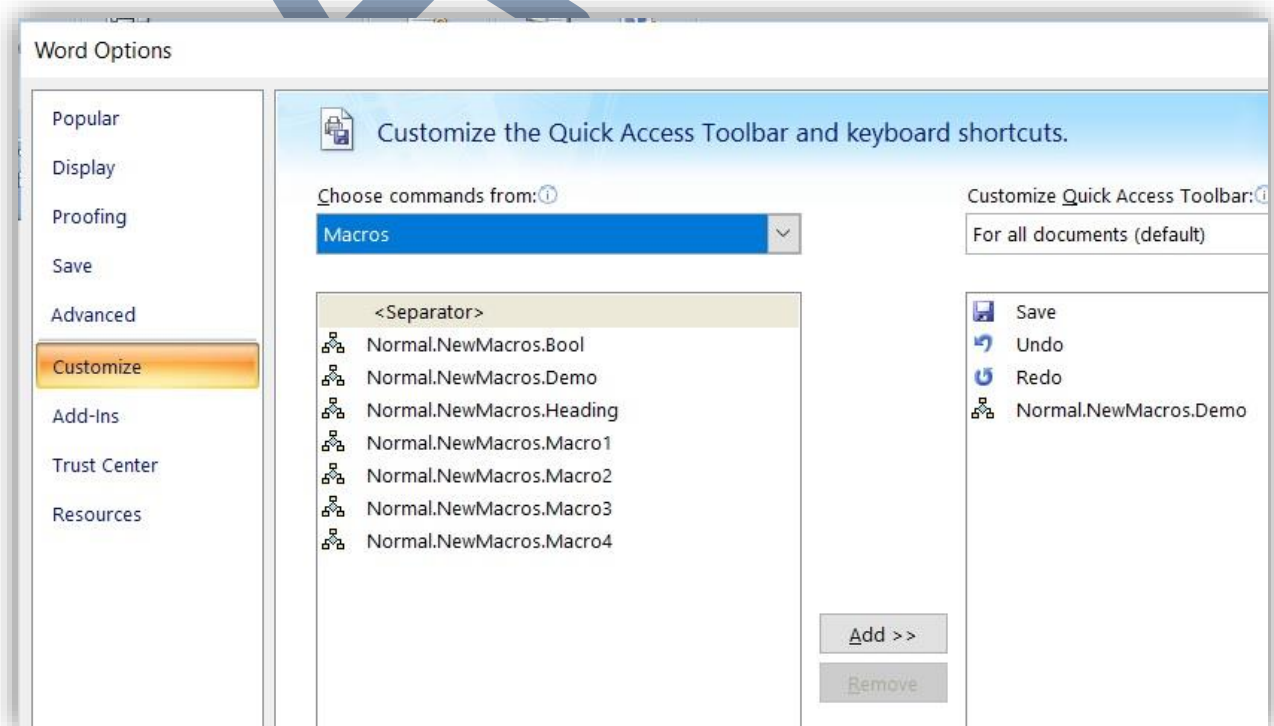 Word Options
Popular
Display
Proofing
Save
Advanced
Customize
Add-Ins
Trust Center
Resources
Customize the Quick Access Toolbar and keyboard shortcuts.
Choose commands from:
Macros
<Separator>
Normal.NewMacros.Bool
Normal.NewMacros.Demo
Normal.NewMacros.Heading
Normal.NewMacros.Macro1
Normal.NewMacros.Macro2
Normal.NewMacros.Macro3
Normal.NewMacros.Macro4
Add >>
Remove
Customize Quick Access Toolbar:
For all documents (default)
Save
Undo
Redo
Normal.NewMacros.Demo